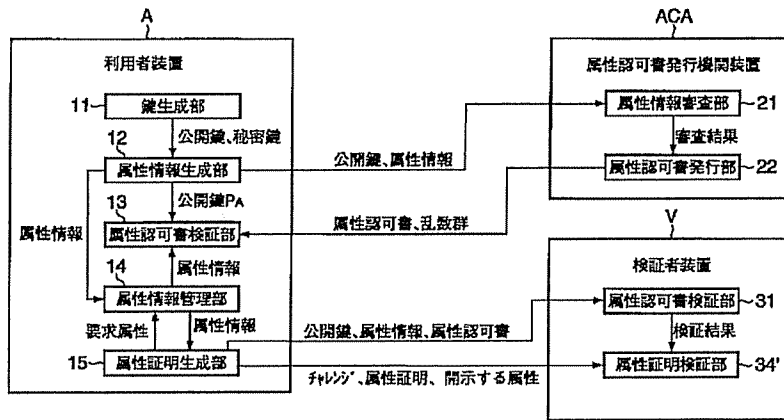 A
利用者装置
11
鍵生成部
公開鍵、秘密鍵
12
属性情報生成部
公開鍵PA
13
属性認可書検証部
属性情報
属性情報
14
属性情報管理部
要求属性
属性情報
15
属性証明生成部
公開鍵、属性情報
属性認可書、乱数群
公開鍵、属性情報、属性認可書
ﾁｬﾚﾝｼﾞ、属性証明、開示する属性
ACA
属性認可書発行機関装置
属性情報審査部
21
審査結果
属性認可書発行部
22
V
検証者装置
属性認可書検証部
31
検証結果
属性証明検証部
34'